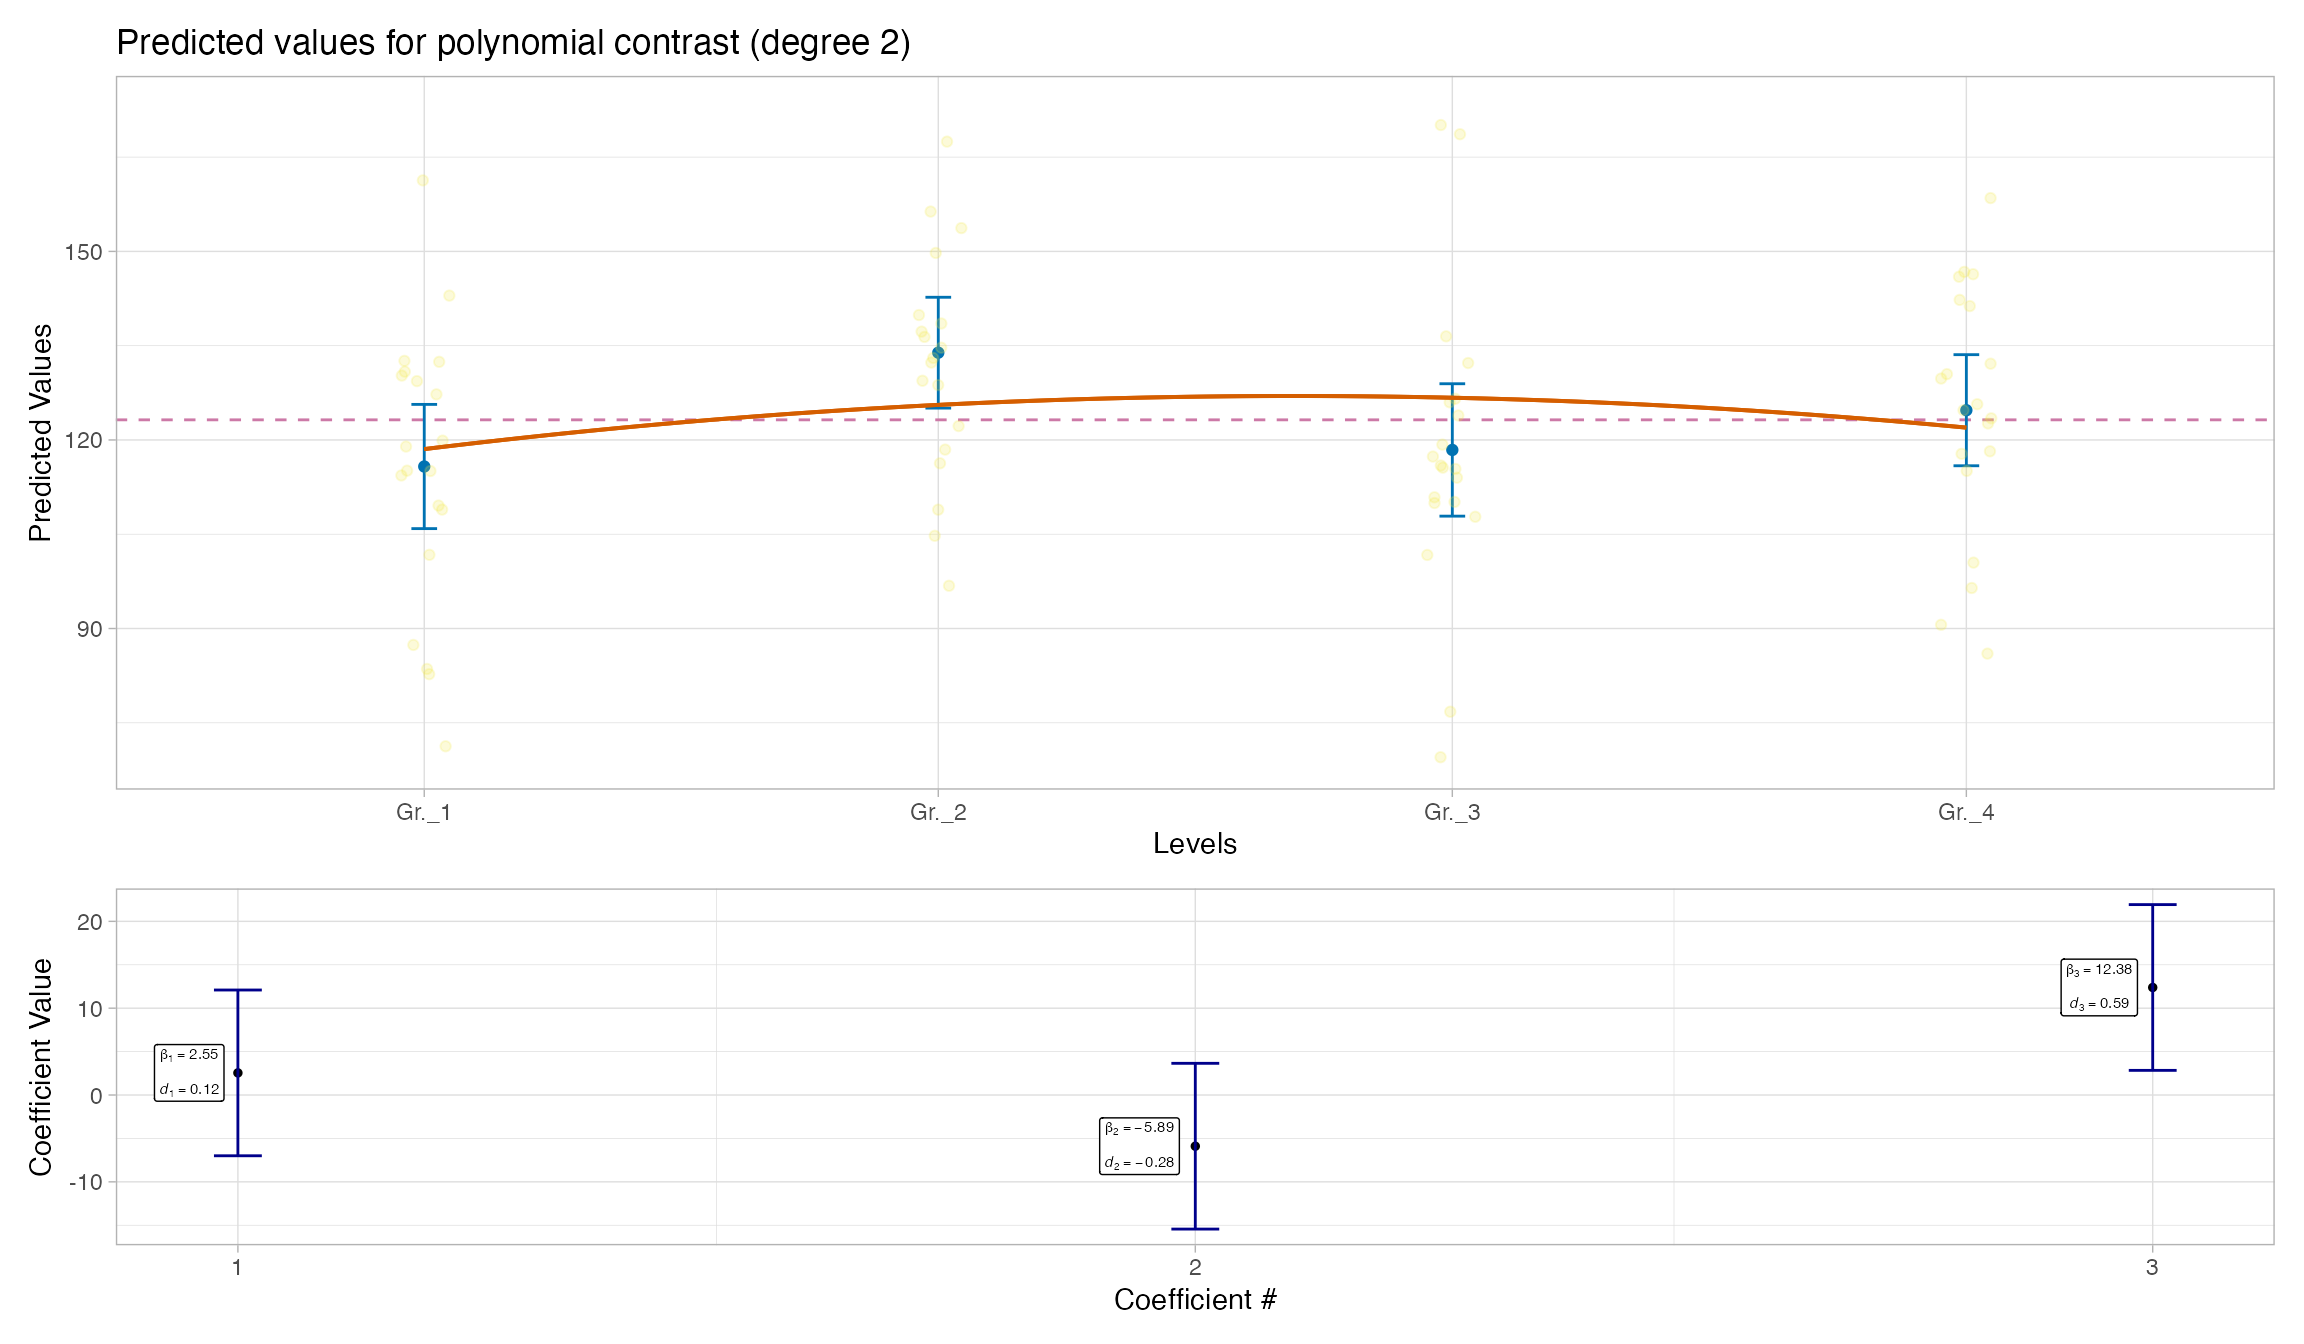 Predicted values for polynomial contrast (degree 2)
Predicted Values
150
120
90
Gr._1 Gr._2 Gr._3 Gr._4
Levels
Coefficient Value
20
10
0
-10
β₁ = 2.55
d₁ = 0.12
β₂ = −5.89
d₂ = −0.28
β₃ = 12.38
d₃ = 0.59
1 2 3
Coefficient #